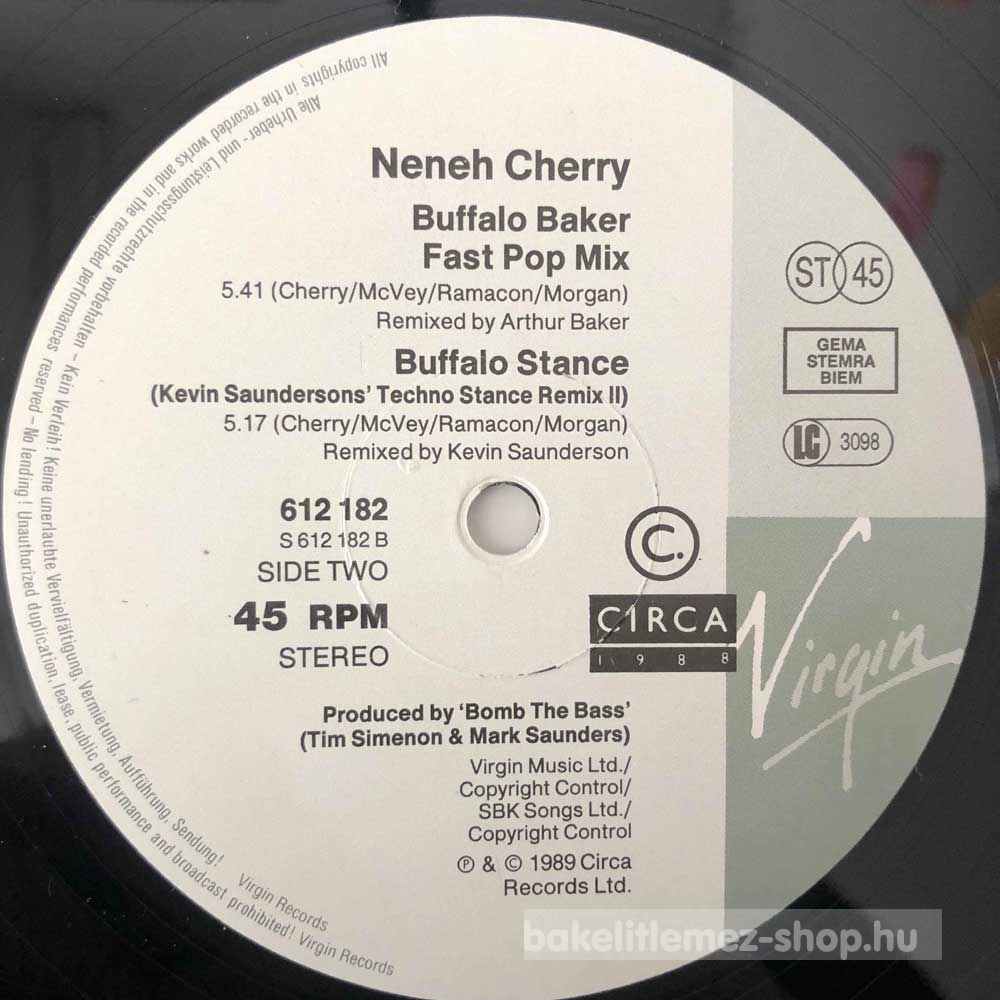 Neneh Cherry
Buffalo Baker
Fast Pop Mix
5.41 (Cherry/McVey/Ramacon/Morgan)
Remixed by Arthur Baker
Buffalo Stance
(Kevin Saundersons' Techno Stance Remix II)
5.17 (Cherry/McVey/Ramacon/Morgan)
Remixed by Kevin Saunderson
612 182
S 612 182 B
SIDE TWO
45 RPM
STEREO
ST 45
GEMA
STEMRA
BIEM
LC 3098
C.
C1RCA
1988
Virgin
Produced by 'Bomb The Bass'
(Tim Simenon & Mark Saunders)
Virgin Music Ltd./
Copyright Control/
SBK Songs Ltd./
Copyright Control
℗ & © 1989 Circa
Records Ltd.
Alle Urheber- und Leistungsschutzrechte vorbehalten – Kein Verleih! Keine unerlaubte Vervielfältigung, Vermietung, Aufführung, Sendung! Virgin Records
All copyrights in the recorded works and in the recorded performances reserved – No lending! Unauthorized duplication, lease, public performance and broadcast prohibited! Virgin Records
bakelitlemez-shop.hu